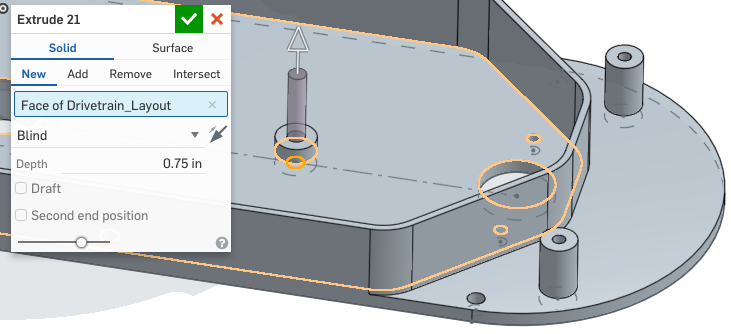 Extrude 21
Solid Surface
New Add Remove Intersect
Face of Drivetrain_Layout ×
Blind
Depth 0.75 in
Draft
Second end position
?